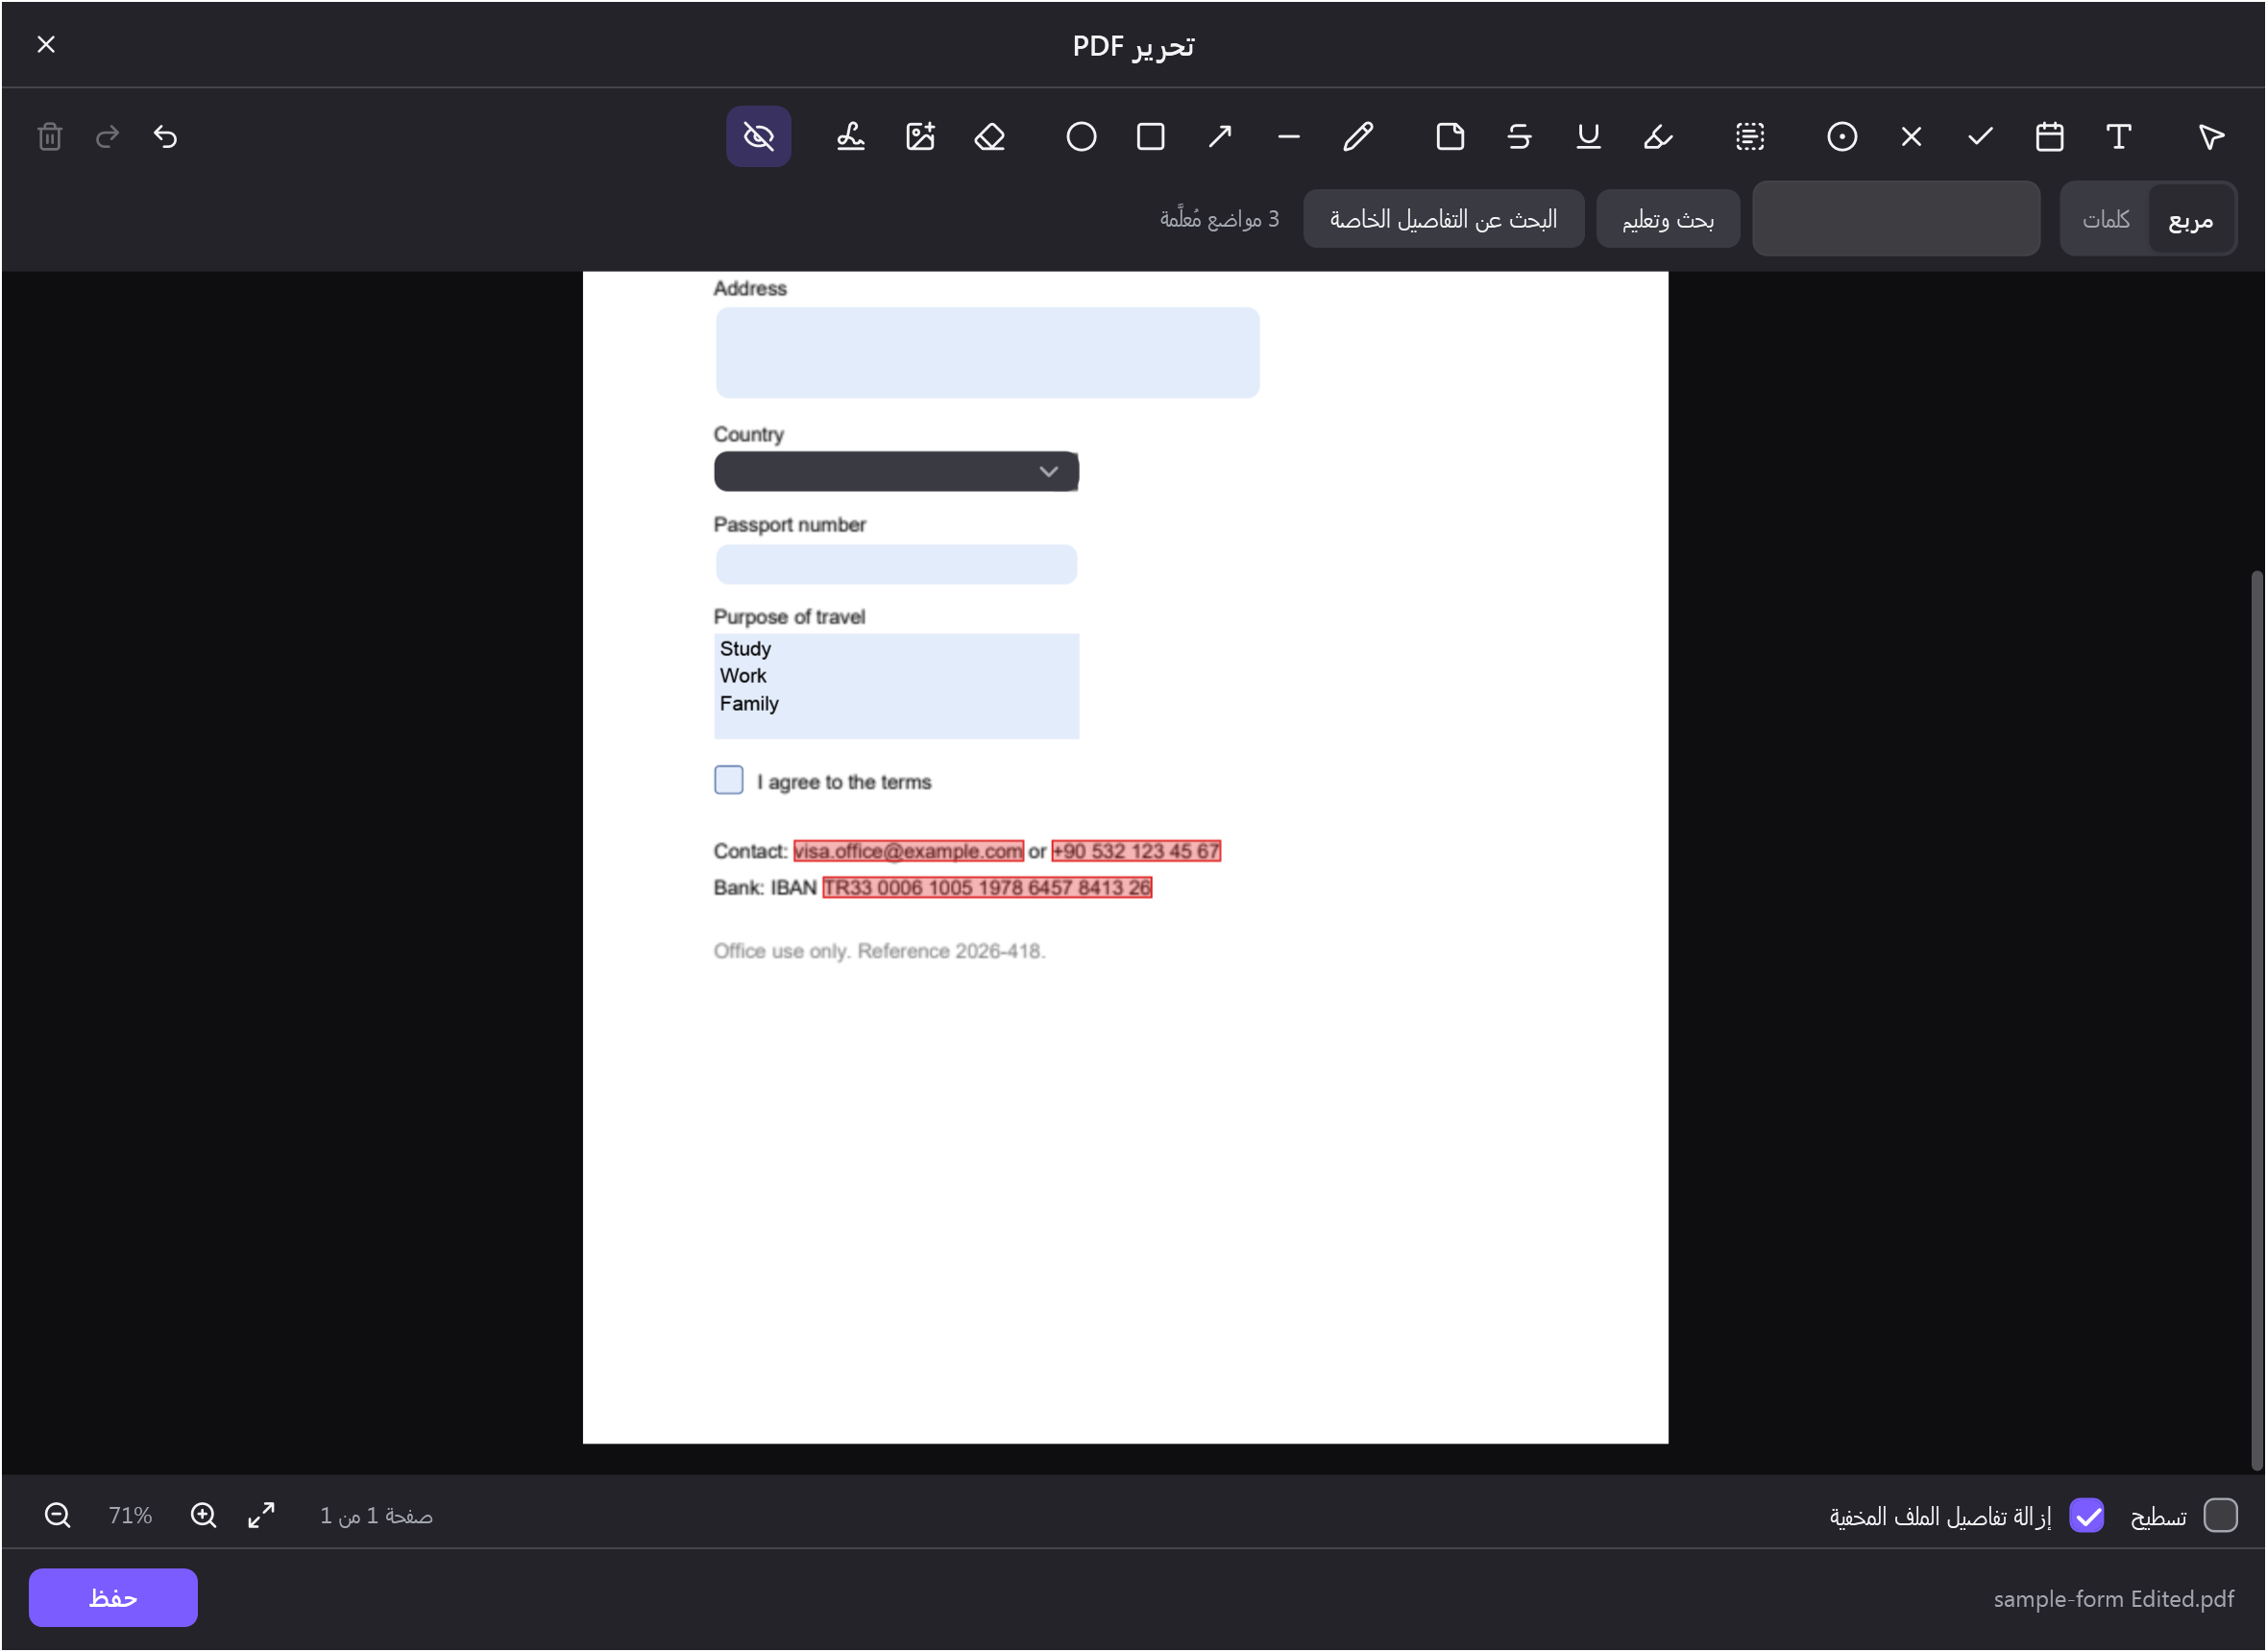 تحرير PDF
مربع
كلمات
بحث وتعليم
البحث عن التفاصيل الخاصة
3 مواضع مُعلَّمة
Address
Country
Passport number
Purpose of travel
Study
Work
Family
I agree to the terms
Contact: visa.office@example.com or +90 532 123 45 67
Bank: IBAN TR33 0006 1005 1978 6457 8413 26
Office use only. Reference 2026-418.
تسطيح
إزالة تفاصيل الملف المخفية
صفحة 1 من 1
71%
sample-form Edited.pdf
حفظ